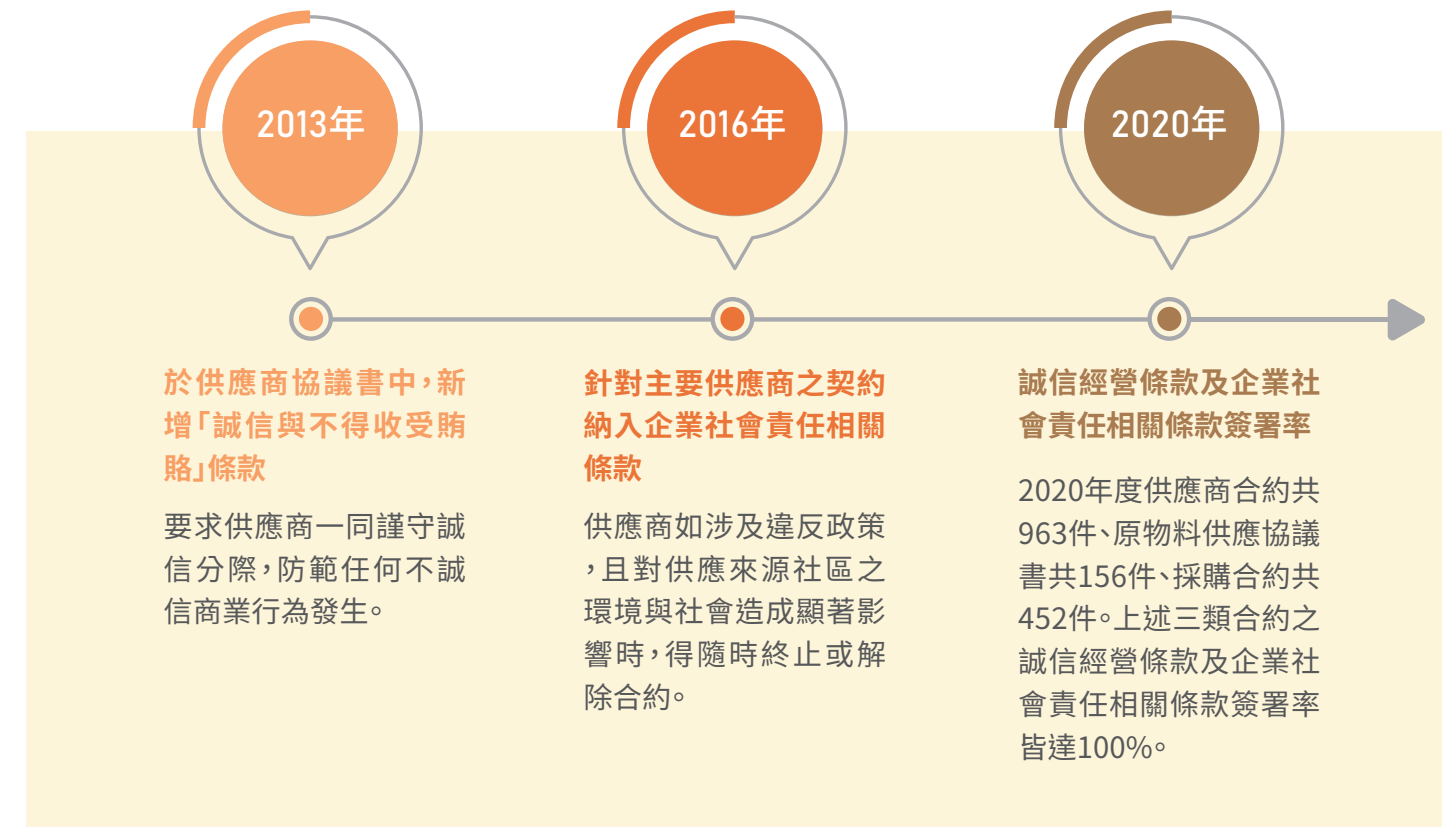 2013年
於供應商協議書中，新
增「誠信與不得收受賄
賂」條款
要求供應商一同謹守誠
信分際，防範任何不誠
信商業行為發生。
2016年
針對主要供應商之契約
納入企業社會責任相關
條款
供應商如涉及違反政策
，且對供應來源社區之
環境與社會造成顯著影
響時，得隨時終止或解
除合約。
2020年
誠信經營條款及企業社
會責任相關條款簽署率
2020年度供應商合約共
963件、原物料供應協議
書共156件、採購合約共
452件。上述三類合約之
誠信經營條款及企業社
會責任相關條款簽署率
皆達100%。